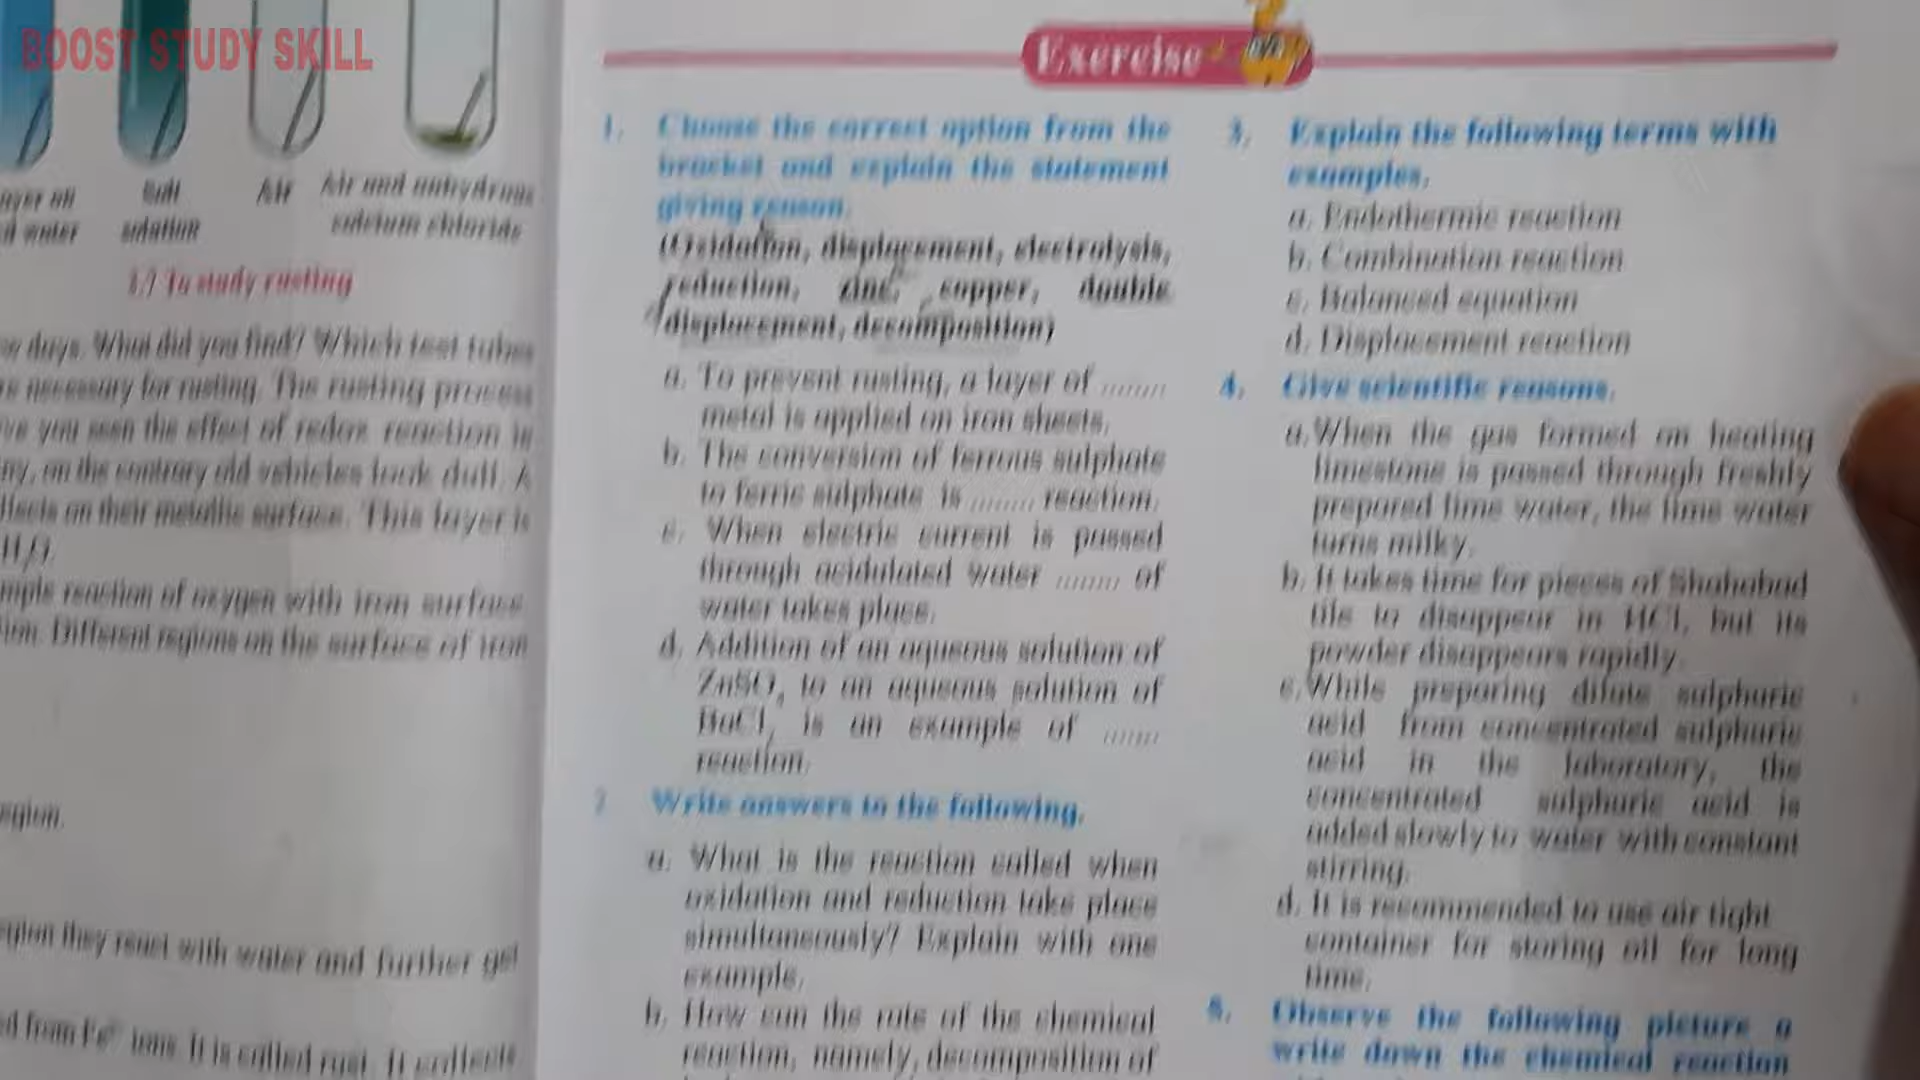 BOOST STUDY SKILL
Salt
solution
Air
Air and anhydrous
calcium chloride
water
3.7 To study rusting
days. What did you find? Which test tubes
necessary for rusting. The rusting process
you seen the effect of redox reaction in
on the contrary old vehicles look dull. A
on their metallic surface. This layer is
reaction of oxygen with iron surface
Different regions on the surface of iron
region.
region they react with water and further get
from Fe ions. It is called rust. It collects
Exercise
1. Choose the correct option from the
bracket and explain the statement
giving reason.
(Oxidation, displacement, electrolysis,
reduction, zinc, copper, double
displacement, decomposition)
a. To prevent rusting, a layer of ........
metal is applied on iron sheets.
b. The conversion of ferrous sulphate
to ferric sulphate is ........ reaction.
c. When electric current is passed
through acidulated water ........ of
water takes place.
d. Addition of an aqueous solution of
ZnSO4 to an aqueous solution of
BaCl2 is an example of .......
reaction.
2. Write answers to the following.
a. What is the reaction called when
oxidation and reduction take place
simultaneously? Explain with one
example.
b. How can the rate of the chemical
reaction, namely, decomposition of
3. Explain the following terms with
examples.
a. Endothermic reaction
b. Combination reaction
c. Balanced equation
d. Displacement reaction
4. Give scientific reasons.
a. When the gas formed on heating
limestone is passed through freshly
prepared lime water, the lime water
turns milky.
b. It takes time for pieces of Shahabad
tile to disappear in HCl, but its
powder disappears rapidly.
c. While preparing dilute sulphuric
acid from concentrated sulphuric
acid in the laboratory, the
concentrated sulphuric acid is
added slowly to water with constant
stirring.
d. It is recommended to use air tight
container for storing oil for long
time.
5. Observe the following picture a
write down the chemical reaction